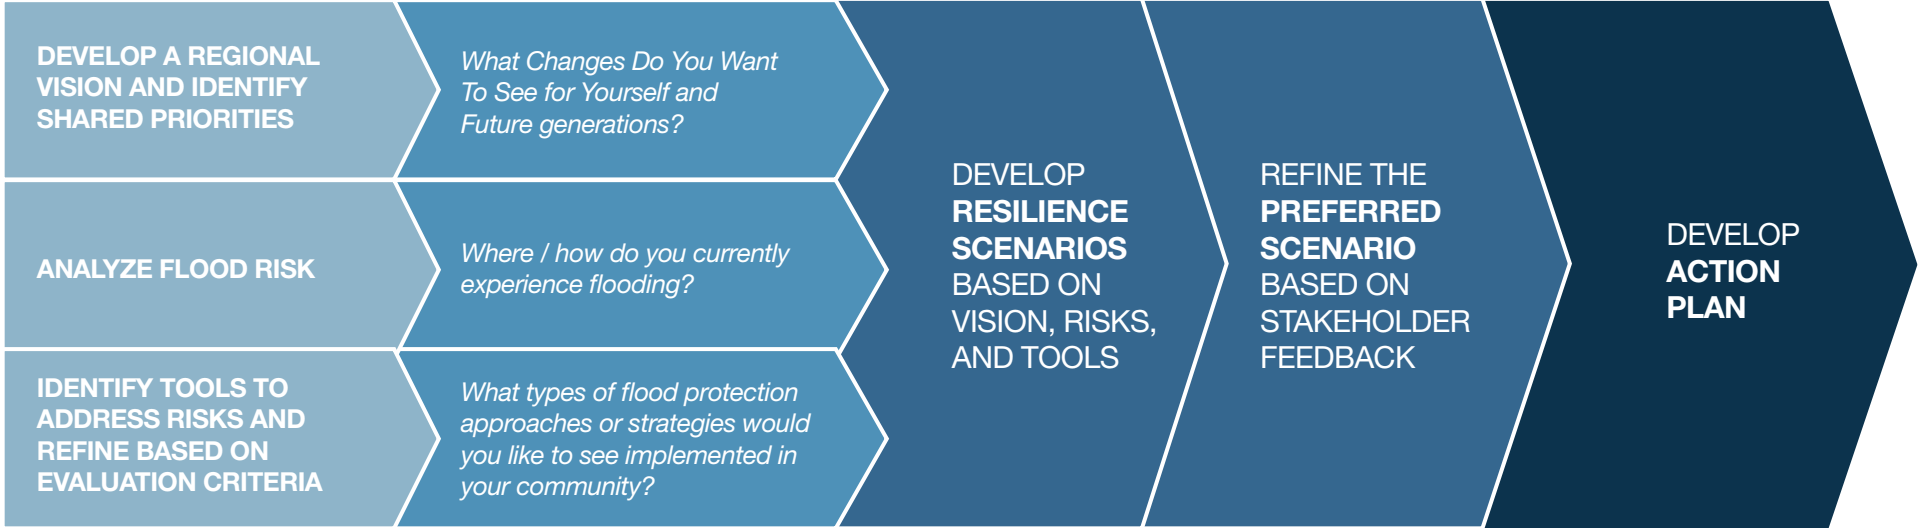 DEVELOP A REGIONAL
VISION AND IDENTIFY
SHARED PRIORITIES
What Changes Do You Want
To See for Yourself and
Future generations?
ANALYZE FLOOD RISK
Where / how do you currently
experience flooding?
IDENTIFY TOOLS TO
ADDRESS RISKS AND
REFINE BASED ON
EVALUATION CRITERIA
What types of flood protection
approaches or strategies would
you like to see implemented in
your community?
DEVELOP
RESILIENCE
SCENARIOS
BASED ON
VISION, RISKS,
AND TOOLS
REFINE THE
PREFERRED
SCENARIO
BASED ON
STAKEHOLDER
FEEDBACK
DEVELOP
ACTION
PLAN